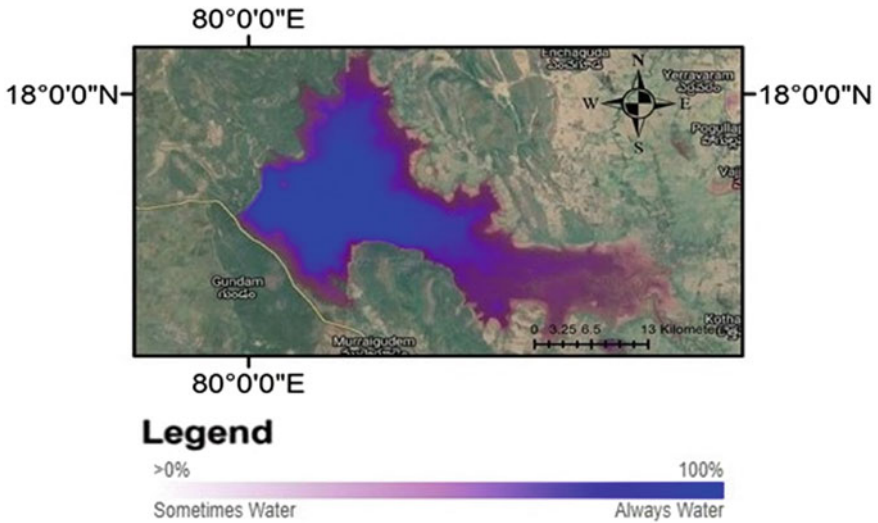 80°0'0"E
18°0'0"N
18°0'0"N
N
W
E
S
Yerravaram
Gundam
గుండం
Murraigudem
0 3.25 6.5 13 Kilometers
80°0'0"E
Legend
>0%
100%
Sometimes Water
Always Water